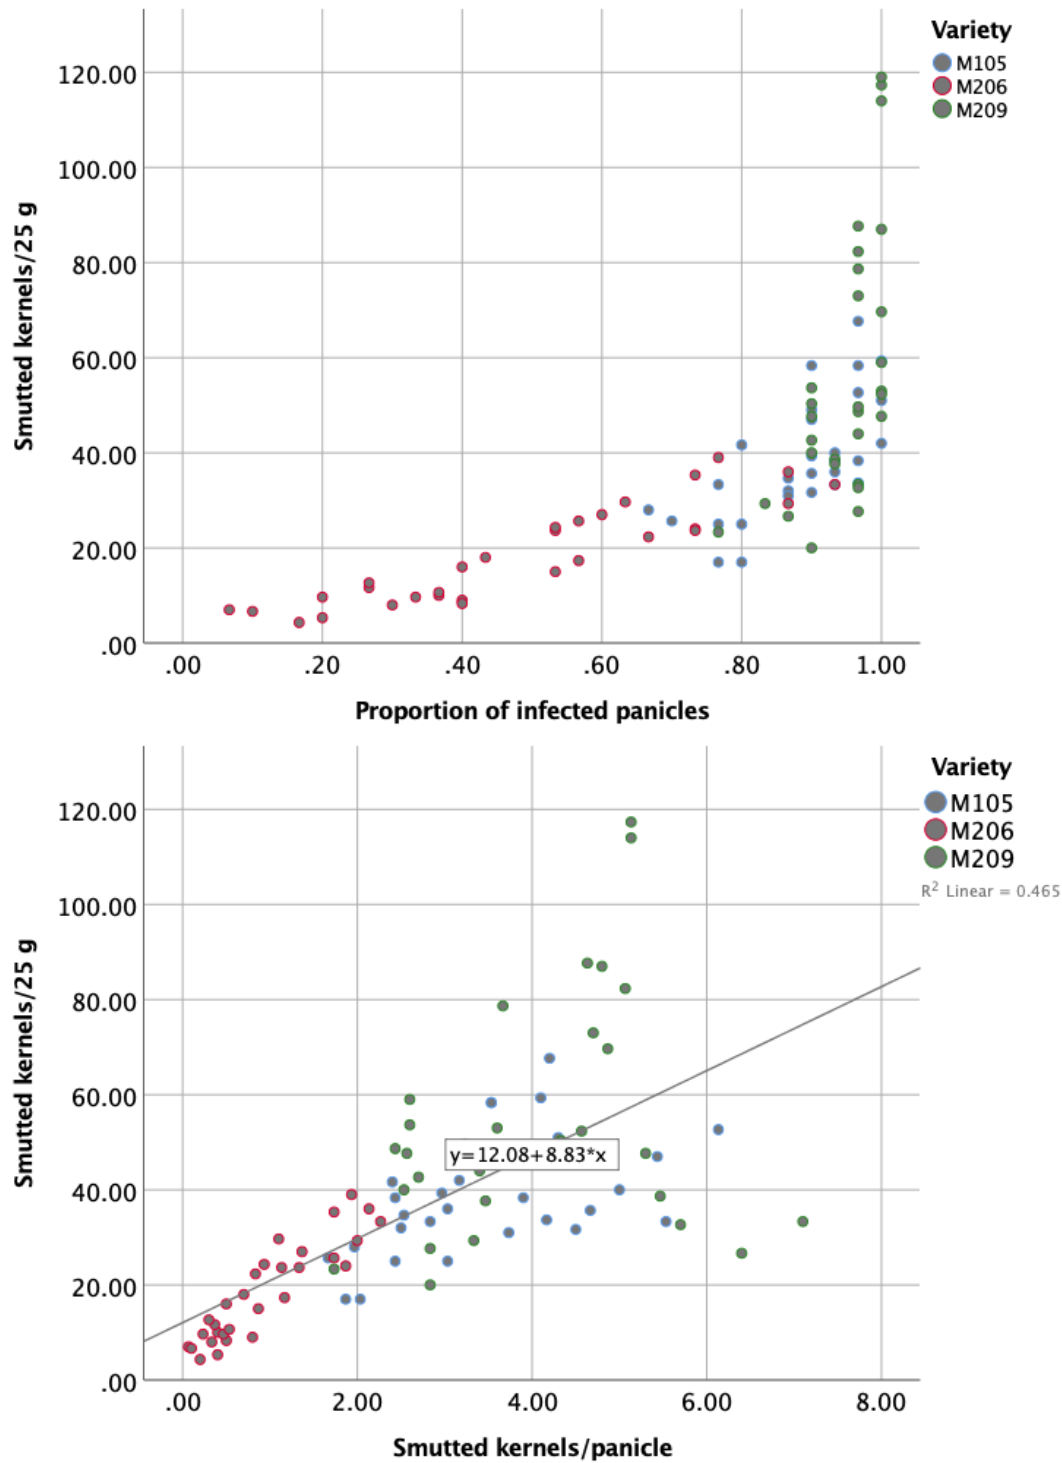 Variety
M105
M206
M209
120.00
100.00
80.00
60.00
40.00
20.00
.00
Smutted kernels/25 g
.00 .20 .40 .60 .80 1.00
Proportion of infected panicles
Variety
M105
M206
M209
R² Linear = 0.465
120.00
100.00
80.00
60.00
40.00
20.00
.00
Smutted kernels/25 g
y=12.08+8.83*x
.00 2.00 4.00 6.00 8.00
Smutted kernels/panicle